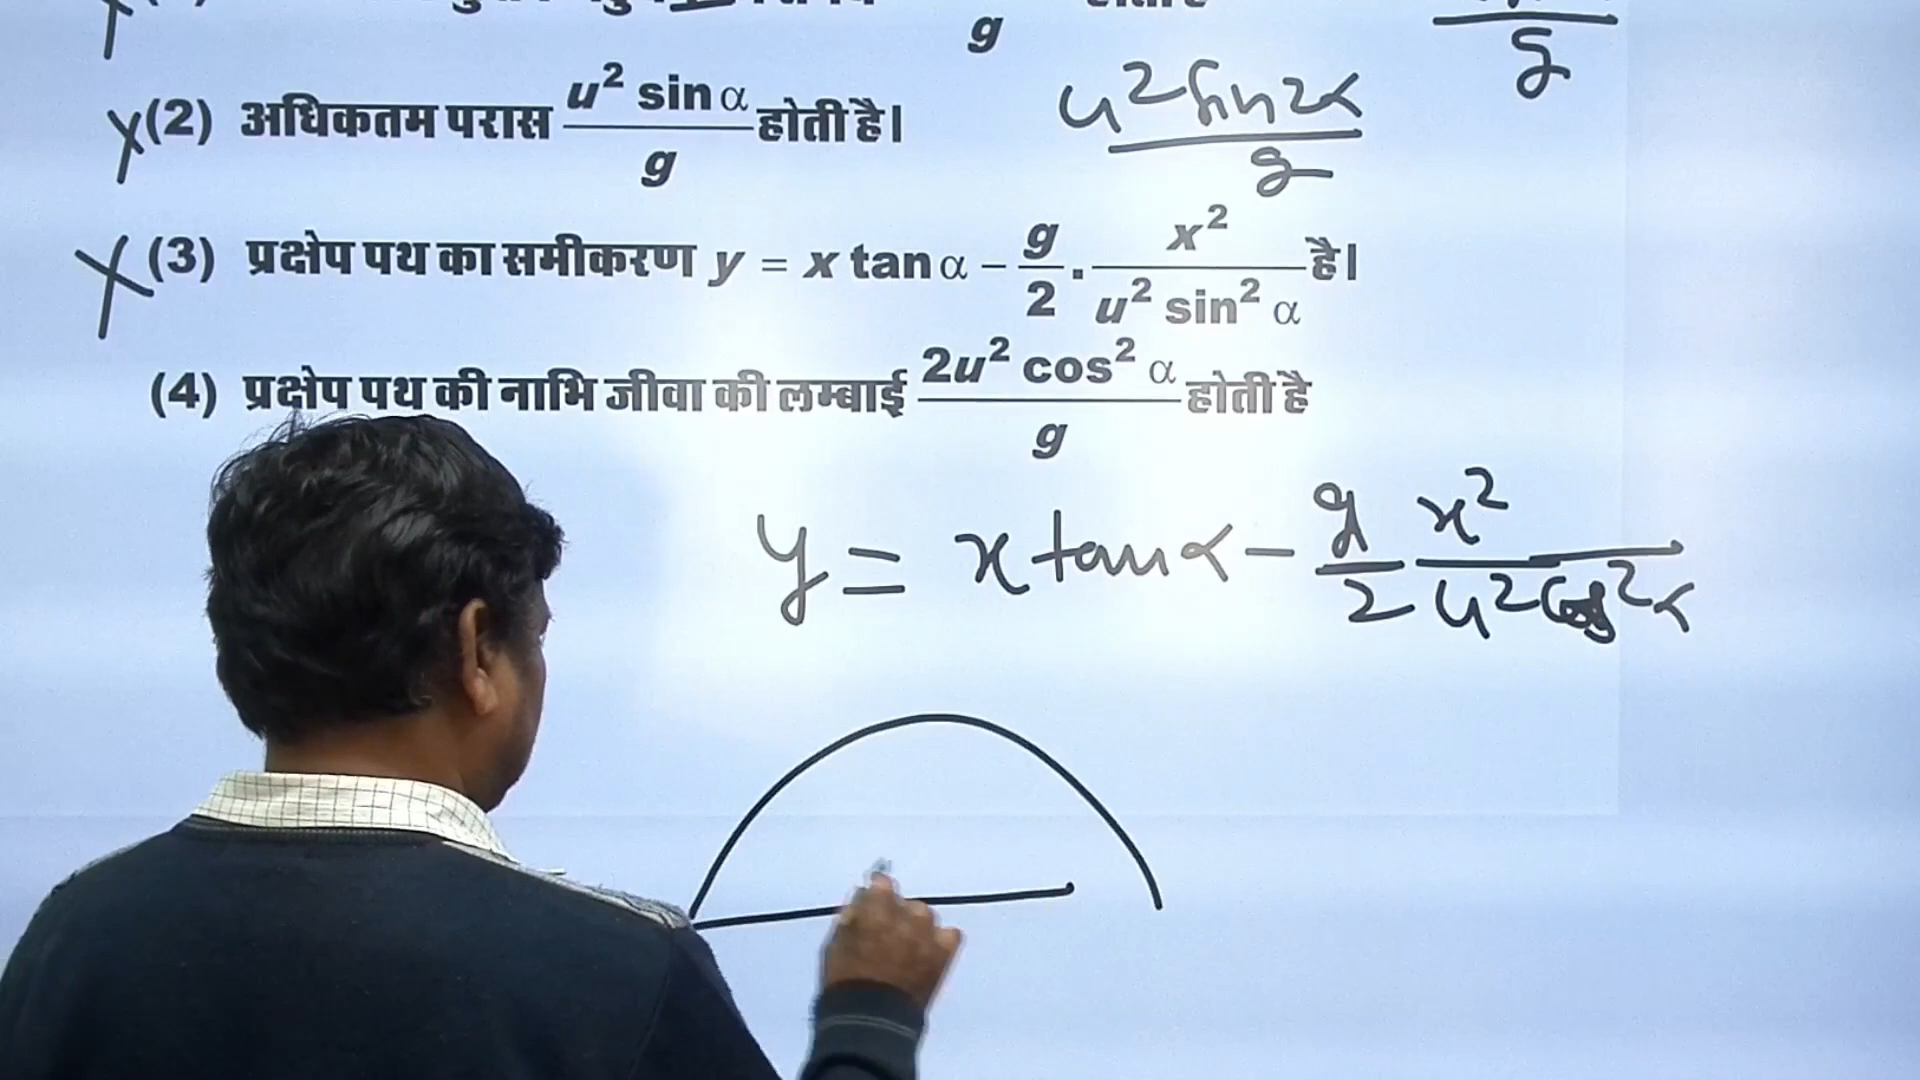 g
g
(2) अधिकतम परास u² sin α / g होती है।
u² sin 2α / g
(3) प्रक्षेप पथ का समीकरण y = x tan α − g/2 . x² / u² sin² α है।
(4) प्रक्षेप पथ की नाभि जीवा की लम्बाई 2u² cos² α / g होती है
y = x tan α − g/2 x² / u² cos² α